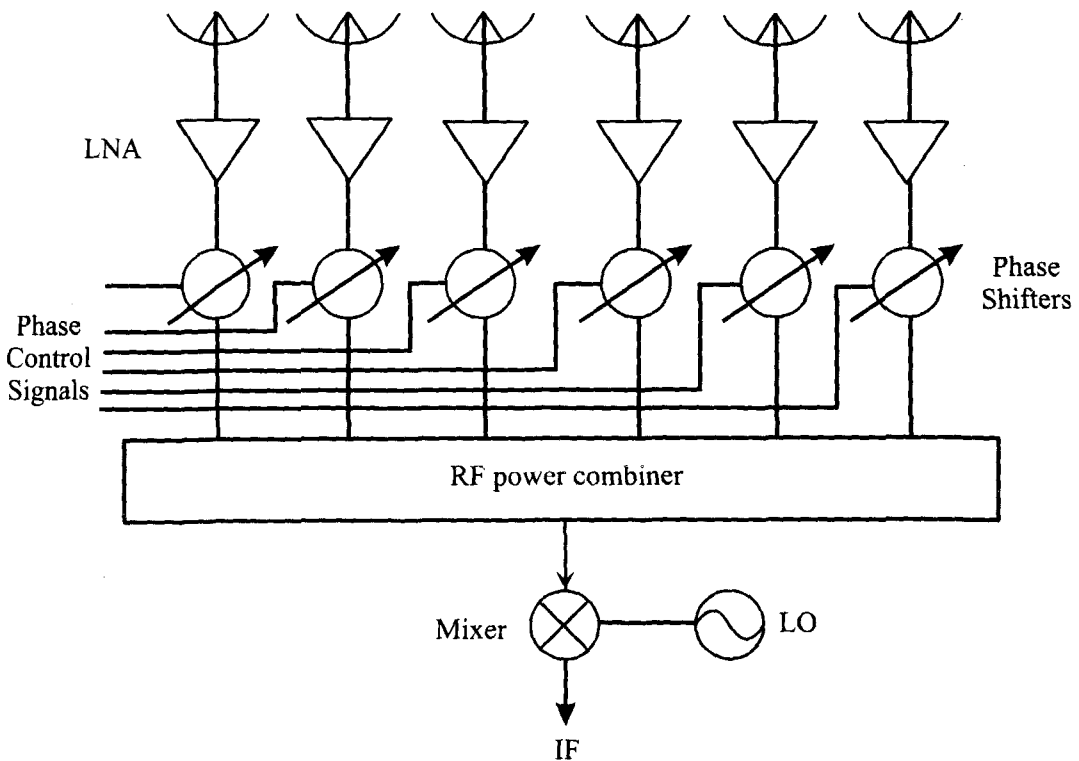 LNA
Phase
Shifters
Phase
Control
Signals
RF power combiner
Mixer
LO
IF